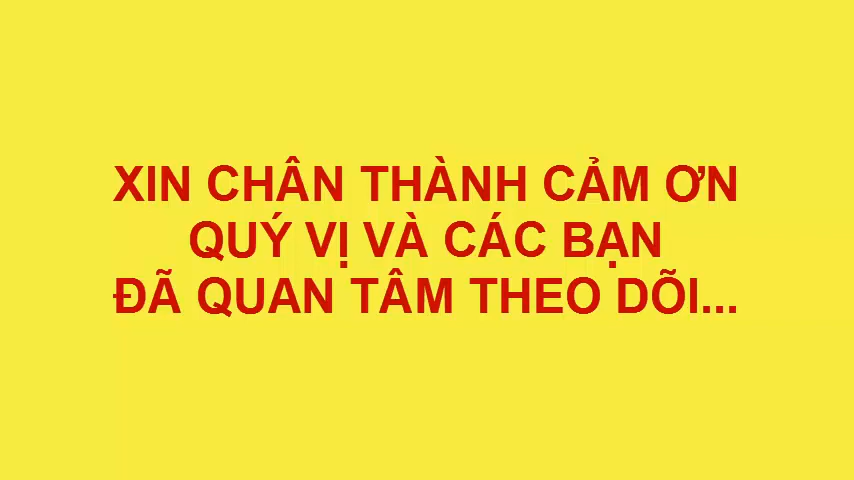 XIN CHÂN THÀNH CẢM ƠN
QUÝ VỊ VÀ CÁC BẠN
ĐÃ QUAN TÂM THEO DÕI...